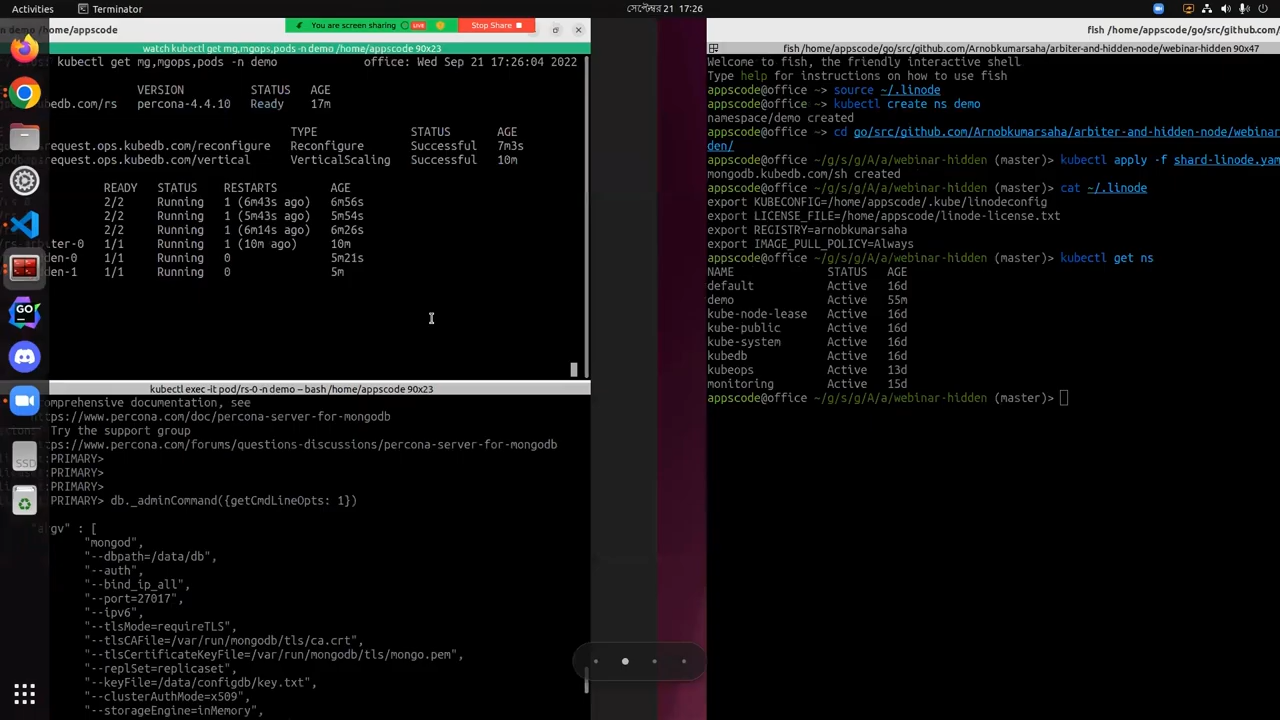 Activities
Terminator
সেপ্টেম্বর 21 17:26
You are screen sharing
LIVE
Stop Share
demo /home/appscode
watch kubectl get mg,mgops,pods -n demo /home/appscode 90x23
kubectl get mg,mgops,pods -n demo office: Wed Sep 21 17:26:04 2022
VERSION STATUS AGE
.com/rs percona-4.4.10 Ready 17m
TYPE STATUS AGE
request.ops.kubedb.com/reconfigure Reconfigure Successful 7m3s
request.ops.kubedb.com/vertical VerticalScaling Successful 10m
READY STATUS RESTARTS AGE
2/2 Running 1 (6m43s ago) 6m56s
2/2 Running 1 (5m43s ago) 5m54s
2/2 Running 1 (6m14s ago) 6m26s
rs-arbiter-0 1/1 Running 1 (10m ago) 10m
den-0 1/1 Running 0 5m21s
den-1 1/1 Running 0 5m
kubectl exec -it pod/rs-0 -n demo – bash /home/appscode 90x23
comprehensive documentation, see
https://www.percona.com/doc/percona-server-for-mongodb
Try the support group
ps://www.percona.com/forums/questions-discussions/percona-server-for-mongodb
PRIMARY>
PRIMARY>
PRIMARY>
PRIMARY> db._adminCommand({getCmdLineOpts: 1})
"argv" : [
"mongod",
"--dbpath=/data/db",
"--auth",
"--bind_ip_all",
"--port=27017",
"--ipv6",
"--tlsMode=requireTLS",
"--tlsCAFile=/var/run/mongodb/tls/ca.crt",
"--tlsCertificateKeyFile=/var/run/mongodb/tls/mongo.pem",
"--replSet=replicaset",
"--keyFile=/data/configdb/key.txt",
"--clusterAuthMode=x509",
"--storageEngine=inMemory",
SSD
fish /home/appscode/go/src/github.com/
fish /home/appscode/go/src/github.com/Arnobkumarsaha/arbiter-and-hidden-node/webinar-hidden 90x47
Welcome to fish, the friendly interactive shell
Type help for instructions on how to use fish
appscode@office ~> source ~/.linode
appscode@office ~> kubectl create ns demo
namespace/demo created
appscode@office ~> cd go/src/github.com/Arnobkumarsaha/arbiter-and-hidden-node/webinar
den/
appscode@office ~/g/s/g/A/a/webinar-hidden (master)> kubectl apply -f shard-linode.yam
mongodb.kubedb.com/sh created
appscode@office ~/g/s/g/A/a/webinar-hidden (master)> cat ~/.linode
export KUBECONFIG=/home/appscode/.kube/linodeconfig
export LICENSE_FILE=/home/appscode/linode-license.txt
export REGISTRY=arnobkumarsaha
export IMAGE_PULL_POLICY=Always
appscode@office ~/g/s/g/A/a/webinar-hidden (master)> kubectl get ns
NAME STATUS AGE
default Active 16d
demo Active 55m
kube-node-lease Active 16d
kube-public Active 16d
kube-system Active 16d
kubedb Active 16d
kubeops Active 13d
monitoring Active 15d
appscode@office ~/g/s/g/A/a/webinar-hidden (master)>